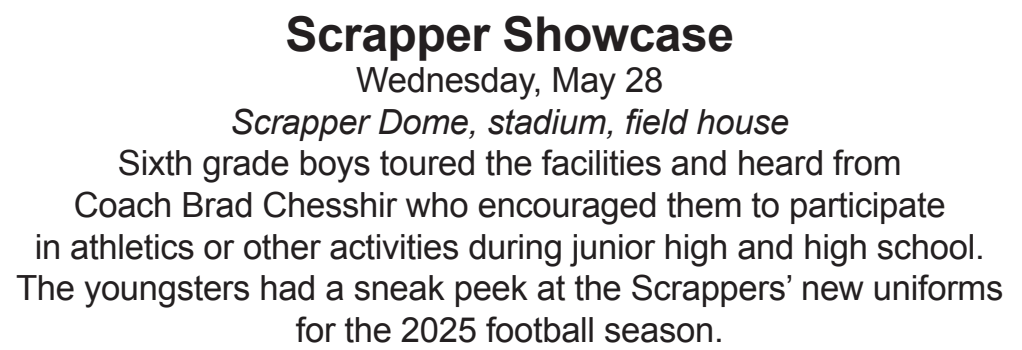 Scrapper Showcase
Wednesday, May 28
Scrapper Dome, stadium, field house
Sixth grade boys toured the facilities and heard from
Coach Brad Chesshir who encouraged them to participate
in athletics or other activities during junior high and high school.
The youngsters had a sneak peek at the Scrappers’ new uniforms
for the 2025 football season.